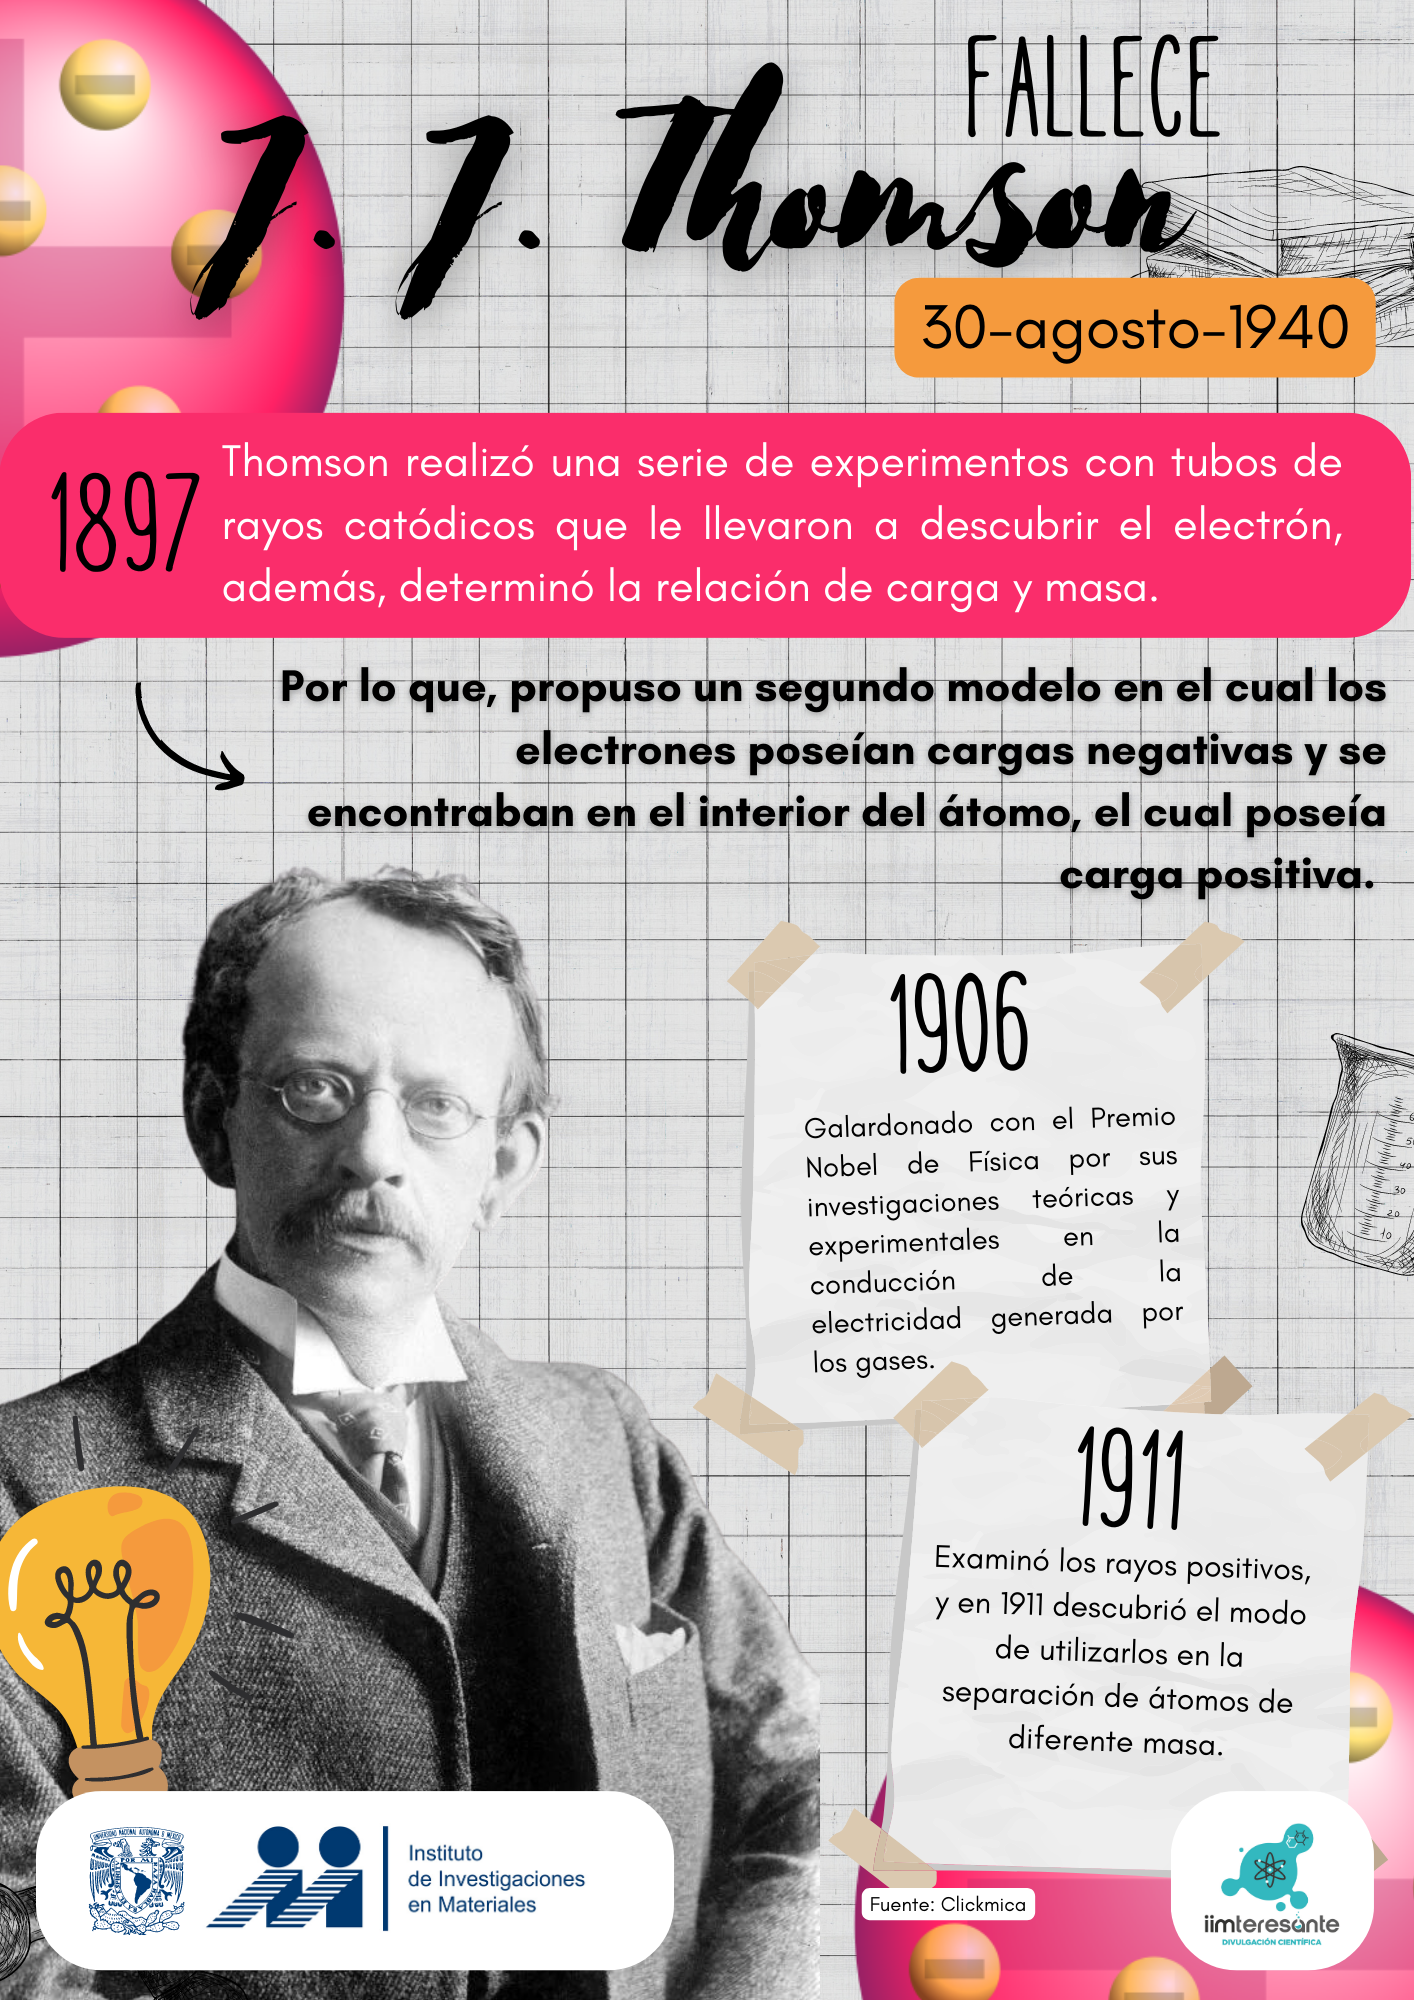 FALLECE
J. J. Thomson
30-agosto-1940
1897
Thomson realizó una serie de experimentos con tubos de
rayos catódicos que le llevaron a descubrir el electrón,
además, determinó la relación de carga y masa.
Por lo que, propuso un segundo modelo en el cual los
electrones poseían cargas negativas y se
encontraban en el interior del átomo, el cual poseía
carga positiva.
1906
Galardonado con el Premio
Nobel de Física por sus
investigaciones teóricas y
experimentales en la
conducción de la
electricidad generada por
los gases.
40
30
20
10
1911
Examinó los rayos positivos,
y en 1911 descubrió el modo
de utilizarlos en la
separación de átomos de
diferente masa.
UNIVERSIDAD NACIONAL AUTÓNOMA DE MÉXICO
Instituto
de Investigaciones
en Materiales
Fuente: Clickmica
iimteresante
DIVULGACIÓN CIENTÍFICA